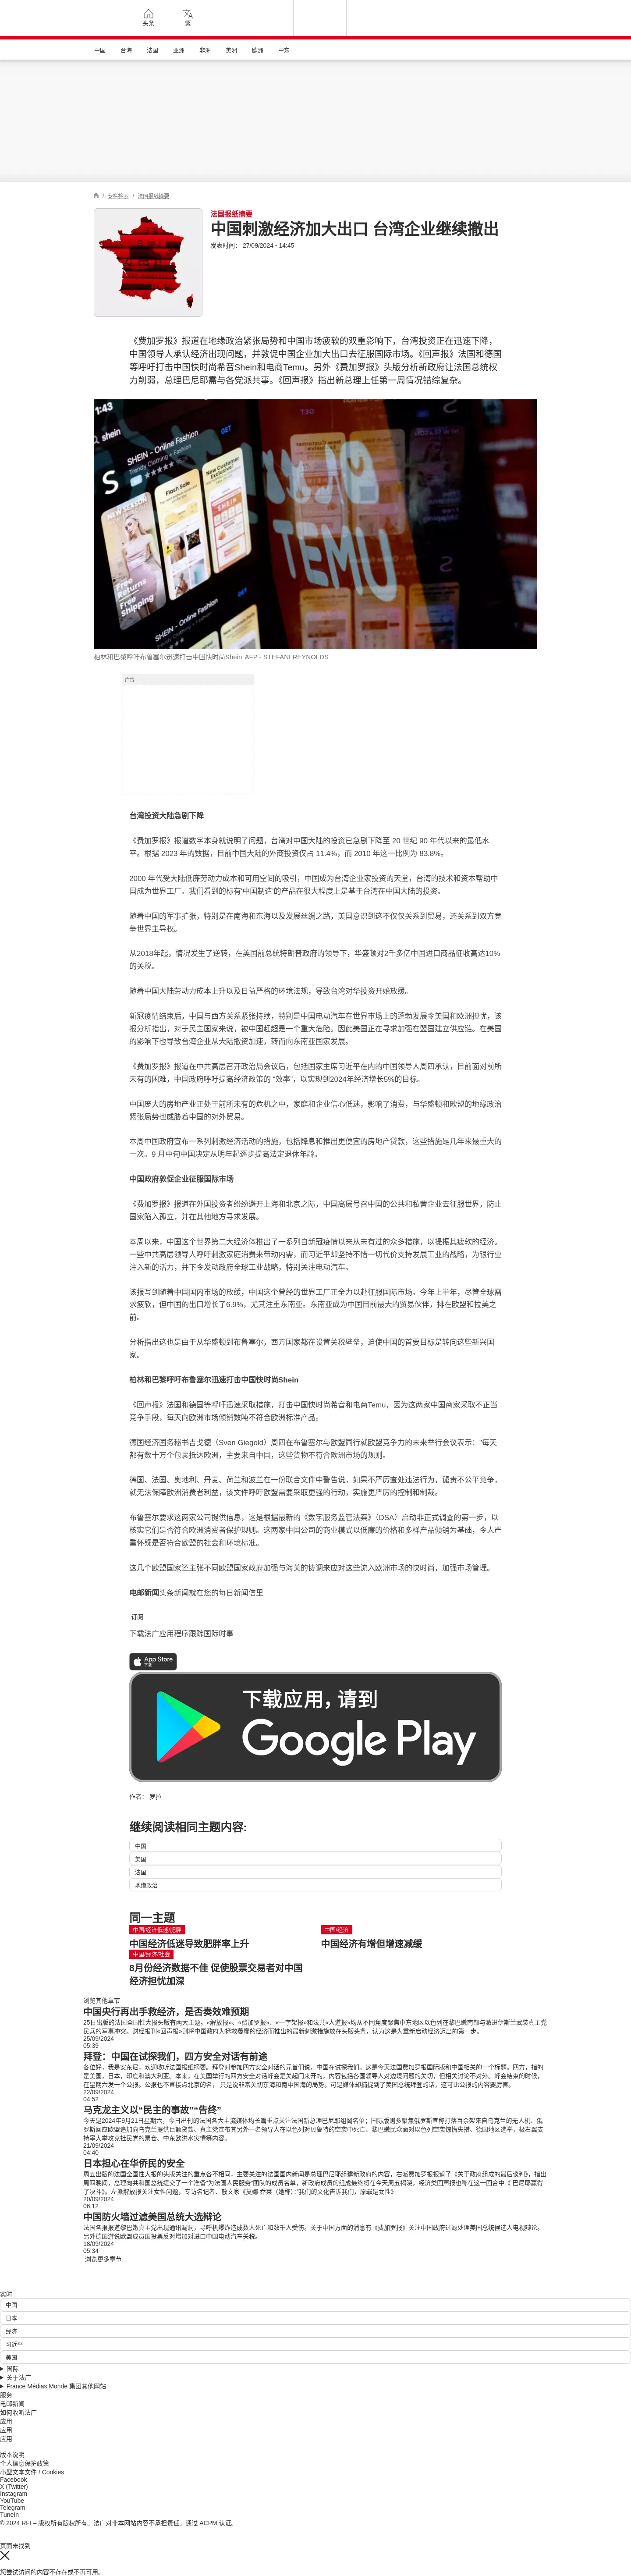 头条
繁
中国
台海
法国
亚洲
非洲
美洲
欧洲
中东
/ 专栏检索 / 法国报纸摘要
法国报纸摘要
中国刺激经济加大出口 台湾企业继续撤出
发表时间： 27/09/2024 - 14:45
《费加罗报》报道在地缘政治紧张局势和中国市场疲软的双重影响下，台湾投资正在迅速下降，
中国领导人承认经济出现问题，并敦促中国企业加大出口去征服国际市场。《回声报》法国和德国
等呼吁打击中国快时尚希音Shein和电商Temu。另外《费加罗报》头版分析新政府让法国总统权
力削弱，总理巴尼耶需与各党派共事。《回声报》指出新总理上任第一周情况错综复杂。
1:43
SHEIN - Online
Trendy Clothing - Fashion
Flash Sale
SHEIN
Free
Returns
Free
Shipping
SHEIN - Online Fashion
TEMU
柏林和巴黎呼吁布鲁塞尔迅速打击中国快时尚Shein AFP - STEFANI REYNOLDS
广告
台湾投资大陆急剧下降
《费加罗报》报道数字本身就说明了问题，台湾对中国大陆的投资已急剧下降至 20 世纪 90 年代以来的最低水
平。根据 2023 年的数据，目前中国大陆的外商投资仅占 11.4%，而 2010 年这一比例为 83.8%。
2000 年代受大陆低廉劳动力成本和可用空间的吸引，中国成为台湾企业家投资的天堂，台湾的技术和资本帮助中
国成为世界工厂。我们看到的标有'中国制造'的产品在很大程度上是基于台湾在中国大陆的投资。
随着中国的军事扩张，特别是在南海和东海以及发展丝绸之路，美国意识到这不仅仅关系到贸易，还关系到双方竞
争世界主导权。
从2018年起，情况发生了逆转，在美国前总统特朗普政府的领导下，华盛顿对2千多亿中国进口商品征收高达10%
的关税。
随着中国大陆劳动力成本上升以及日益严格的环境法规，导致台湾对华投资开始放缓。
新冠疫情结束后，中国与西方关系紧张持续，特别是中国电动汽车在世界市场上的蓬勃发展令美国和欧洲担忧，该
报分析指出，对于民主国家来说，被中国赶超是一个重大危险。因此美国正在寻求加强在盟国建立供应链。在美国
的影响下也导致台湾企业从大陆撤资加速，转而向东南亚国家发展。
《费加罗报》报道在中共高层召开政治局会议后，包括国家主席习近平在内的中国领导人周四承认，目前面对前所
未有的困难，中国政府呼吁提高经济政策的 "效率"，以实现到2024年经济增长5%的目标。
中国庞大的房地产业正处于前所未有的危机之中，家庭和企业信心低迷，影响了消费，与华盛顿和欧盟的地缘政治
紧张局势也威胁着中国的对外贸易。
本周中国政府宣布一系列刺激经济活动的措施，包括降息和推出更便宜的房地产贷款，这些措施是几年来最重大的
一次。9 月中旬中国决定从明年起逐步提高法定退休年龄。
中国政府敦促企业征服国际市场
《费加罗报》报道在外国投资者纷纷避开上海和北京之际，中国高层号召中国的公共和私营企业去征服世界，防止
国家陷入孤立，并在其他地方寻求发展。
本周以来，中国这个世界第二大经济体推出了一系列自新冠疫情以来从未有过的众多措施，以提振其疲软的经济。
一些中共高层领导人呼吁刺激家庭消费来带动内需，而习近平却坚持不惜一切代价支持发展工业的战略，为银行业
注入新的活力，并下令发动政府全球工业战略，特别关注电动汽车。
该报写到随着中国国内市场的放缓，中国这个曾经的世界工厂正全力以赴征服国际市场。今年上半年，尽管全球需
求疲软，但中国的出口增长了6.9%，尤其注重东南亚。东南亚成为中国目前最大的贸易伙伴，排在欧盟和拉美之
前。
分析指出这也是由于从华盛顿到布鲁塞尔，西方国家都在设置关税壁垒，迫使中国的首要目标是转向这些新兴国
家。
柏林和巴黎呼吁布鲁塞尔迅速打击中国快时尚Shein
《回声报》法国和德国等呼吁迅速采取措施，打击中国快时尚希音和电商Temu，因为这两家中国商家采取不正当
竞争手段，每天向欧洲市场倾销数吨不符合欧洲标准产品。
德国经济国务秘书吉戈德（Sven Giegold）周四在布鲁塞尔与欧盟同行就欧盟竞争力的未来举行会议表示："每天
都有数十万个包裹抵达欧洲，主要来自中国，这些货物不符合欧洲市场的规则。
德国、法国、奥地利、丹麦、荷兰和波兰在一份联合文件中警告说，如果不严厉查处违法行为，谴责不公平竞争，
就无法保障欧洲消费者利益，该文件呼吁欧盟需要采取更强的行动，实施更严厉的控制和制裁。
布鲁塞尔要求这两家公司提供信息，这是根据最新的《数字服务监管法案》（DSA）启动非正式调查的第一步，以
核实它们是否符合欧洲消费者保护规则。这两家中国公司的商业模式以低廉的价格和多样产品倾销为基础，令人严
重怀疑是否符合欧盟的社会和环境标准。
这几个欧盟国家还主张不同欧盟国家政府加强与海关的协调来应对这些流入欧洲市场的快时尚，加强市场管理。
电邮新闻头条新闻就在您的每日新闻信里
订阅
下载法广应用程序跟踪国际时事
App Store
下载
下载应用，请到
Google Play
作者： 罗拉
继续阅读相同主题内容:
中国
美国
法国
地缘政治
同一主题
中国/经济低迷/肥胖
中国经济低迷导致肥胖率上升
中国/经济
中国经济有增但增速减缓
中国/经济/社会
8月份经济数据不佳 促使股票交易者对中国
经济担忧加深
浏览其他章节
中国央行再出手救经济，是否奏效难预期
25日出版的法国全国性大报头版有两大主题。«解放报»、«费加罗报»、«十字架报»和法共«人道报»均从不同角度聚焦中东地区以色列在黎巴嫩南部与激进伊斯兰武装真主党
民兵的军事冲突。财经报刊«回声报»则将中国政府为拯救萎靡的经济而推出的最新刺激措施放在头版头条，认为这是为重新启动经济迈出的第一步。
25/09/2024
05:39
拜登：中国在试探我们，四方安全对话有前途
各位好，我是安东尼，欢迎收听法国报纸摘要。拜登对参加四方安全对话的元首们说，中国在试探我们。这是今天法国费加罗报国际版和中国相关的一个标题。四方，指的
是美国，日本，印度和澳大利亚。本来，在美国举行的四方安全对话峰会是关起门来开的，内容包括各国领导人对边境问题的关切，但相关讨论不对外。峰会结束的时候，
在星期六发一个公报。公报也不直接点北京的名， 只是说非常关切东海和南中国海的局势。可是媒体却捕捉到了美国总统拜登的话，这可比公报的内容要厉害。
22/09/2024
04:52
马克龙主义以“民主的事故”“告终”
今天是2024年9月21日星期六，今日出刊的法国各大主流媒体均长篇重点关注法国新总理巴尼耶组阁名单；国际版则多聚焦俄罗斯宣称打落百余架来自乌克兰的无人机、俄
罗斯回应欧盟追加向乌克兰提供巨额贷款、真主党宣布其另外一名领导人在以色列对贝鲁特的空袭中死亡、黎巴嫩民众面对以色列空袭惊慌失措、德国地区选举，极右翼支
持率大举攻克社民党的票仓、中东欧洪水灾情等内容。
21/09/2024
04:40
日本担心在华侨民的安全
周五出版的法国全国性大报的头版关注的重点各不相同，主要关注的法国国内新闻是总理巴尼耶组建新政府的内容，右派费加罗报报道了《关于政府组成的最后谈判》，指出
周四晚间，总理向共和国总统提交了一个准备“为法国人民服务”团队的成员名单，新政府成员的组成最终将在今天周五揭晓，经济类回声报也称在这一回合中《 巴尼耶赢得
了决斗》。左派解放报关注女性问题，专访名记者、散文家《莫娜·乔莱（她称）:“我们的文化告诉我们，原罪是女性》
20/09/2024
06:12
中国防火墙过滤美国总统大选辩论
法国各报报道黎巴嫩真主党出现通讯漏洞，寻呼机爆炸造成数人死亡和数千人受伤。关于中国方面的消息有《费加罗报》关注中国政府过滤处理美国总统候选人电视辩论。
另外德国游说欧盟成员国投票反对增加对进口中国电动汽车关税。
18/09/2024
05:34
浏览更多章节
实时
中国
日本
经济
习近平
美国
国际
关于法广
France Médias Monde 集团其他网站
服务
电邮新闻
如何收听法广
应用
应用
应用
版本说明
个人信息保护政策
小型文本文件 / Cookies
Facebook
X (Twitter)
Instagram
YouTube
Telegram
TuneIn
© 2024 RFI – 版权所有版权所有。法广对非本网站内容不承担责任。通过 ACPM 认证。
页面未找到
您尝试访问的内容不存在或不再可用。